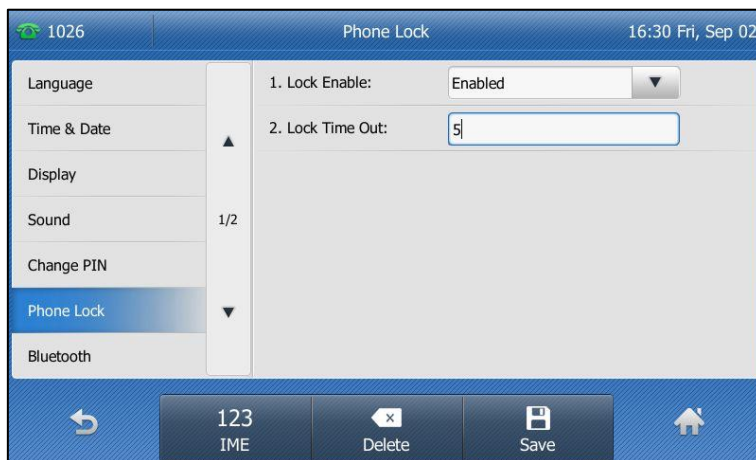 1026 Phone Lock 16:30 Fri, Sep 02
Language
Time & Date
Display
Sound
Change PIN
Phone Lock
Bluetooth
1/2
1. Lock Enable: Enabled
2. Lock Time Out: 5
123
IME
Delete
Save